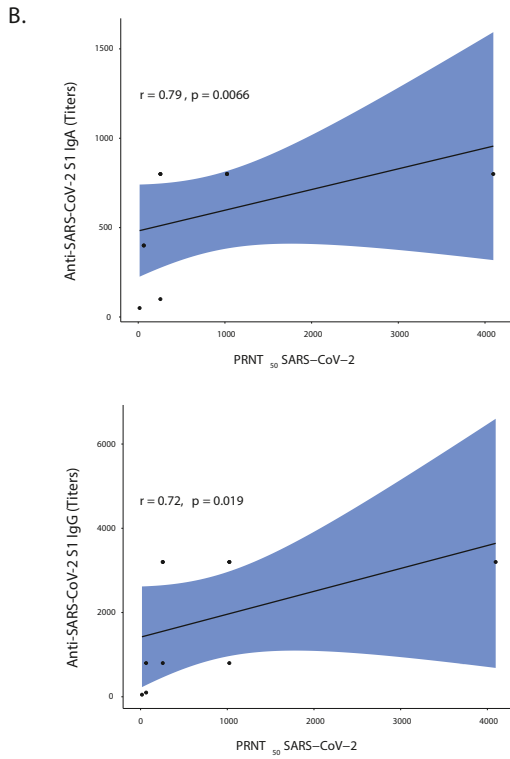 B.
1500
r = 0.79 , p = 0.0066
1000
500
0
Anti-SARS-CoV-2 S1 IgA (Titers)
0 1000 2000 3000 4000
PRNT 50 SARS−CoV−2
6000
r = 0.72, p = 0.019
4000
2000
0
Anti-SARS-CoV-2 S1 IgG (Titers)
0 1000 2000 3000 4000
PRNT 50 SARS−CoV−2